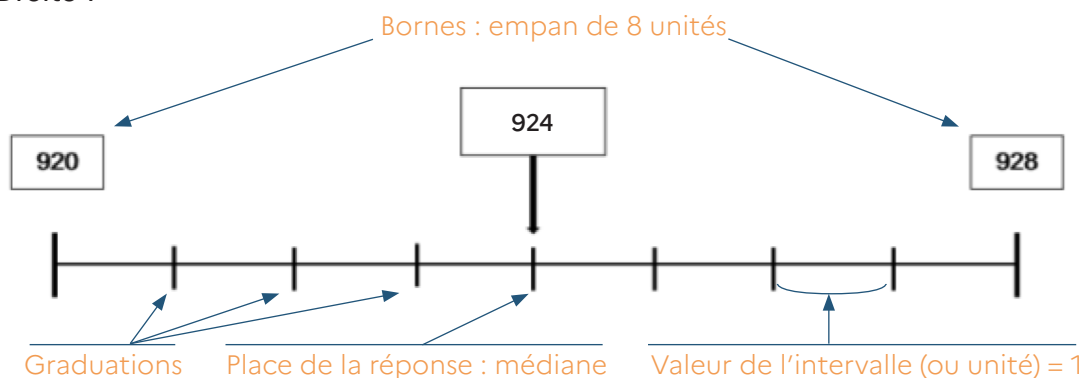 Bornes : empan de 8 unités
924
920
928
Graduations
Place de la réponse : médiane
Valeur de l'intervalle (ou unité) = 1